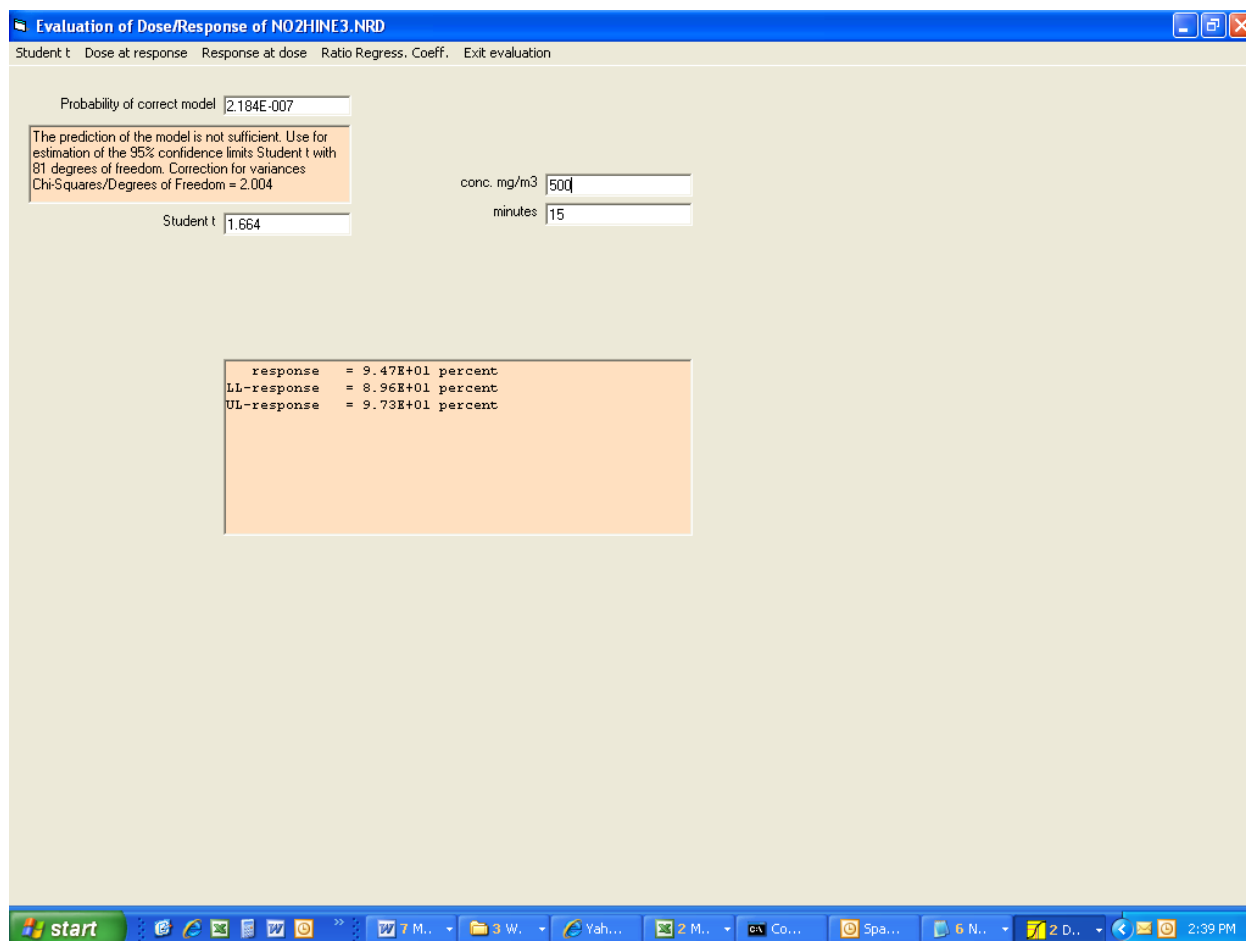 Evaluation of Dose/Response of NO2HINE3.NRD
Student t Dose at response Response at dose Ratio Regress. Coeff. Exit evaluation
Probability of correct model 2.184E-007
The prediction of the model is not sufficient. Use for
estimation of the 95% confidence limits Student t with
81 degrees of freedom. Correction for variances
Chi-Squares/Degrees of Freedom = 2.004
conc. mg/m3 500
minutes 15
Student t 1.664
response = 9.47E+01 percent
LL-response = 8.96E+01 percent
UL-response = 9.73E+01 percent
start 7 M.. 3 W. Yah... 2 M.. Co... Spa... 6 N.. 2 D.. 2:39 PM